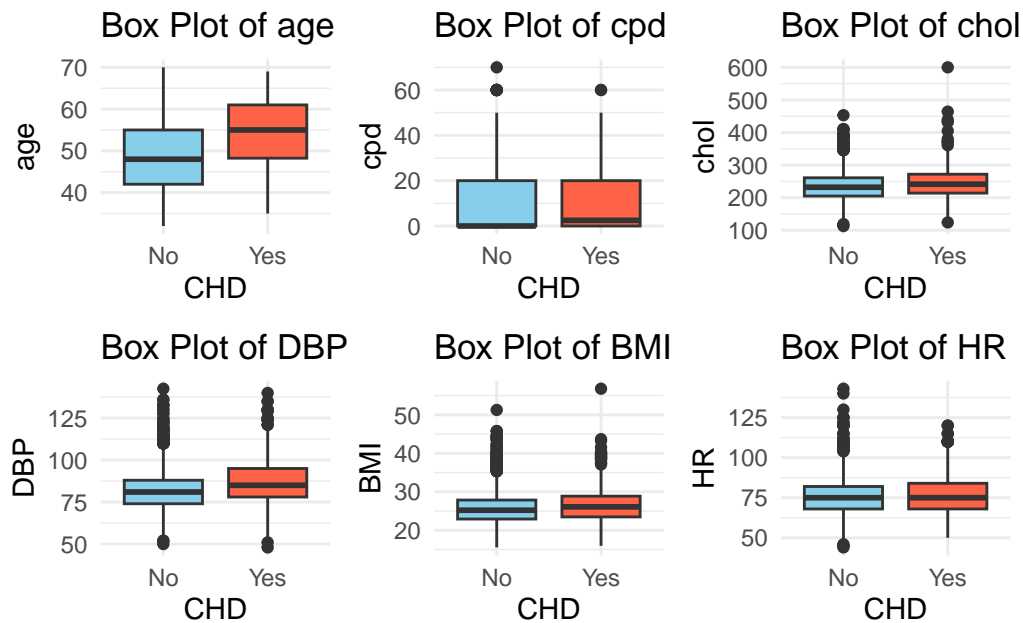 Box Plot of age
age
70
60
50
40
No
Yes
CHD
Box Plot of cpd
cpd
60
40
20
0
No
Yes
CHD
Box Plot of chol
chol
600
500
400
300
200
100
No
Yes
CHD
Box Plot of DBP
DBP
125
100
75
50
No
Yes
CHD
Box Plot of BMI
BMI
50
40
30
20
No
Yes
CHD
Box Plot of HR
HR
125
100
75
50
No
Yes
CHD